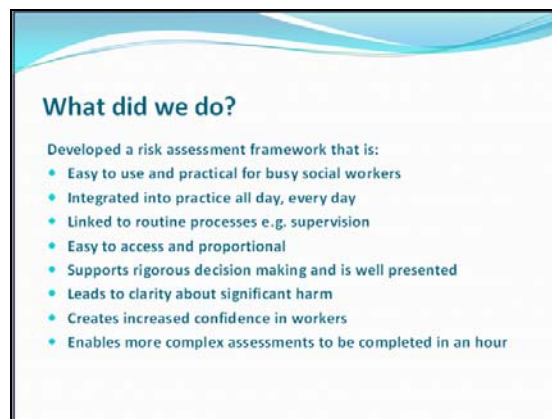 What did we do?
Developed a risk assessment framework that is:
Easy to use and practical for busy social workers
Integrated into practice all day, every day
Linked to routine processes e.g. supervision
Easy to access and proportional
Supports rigorous decision making and is well presented
Leads to clarity about significant harm
Creates increased confidence in workers
Enables more complex assessments to be completed in an hour